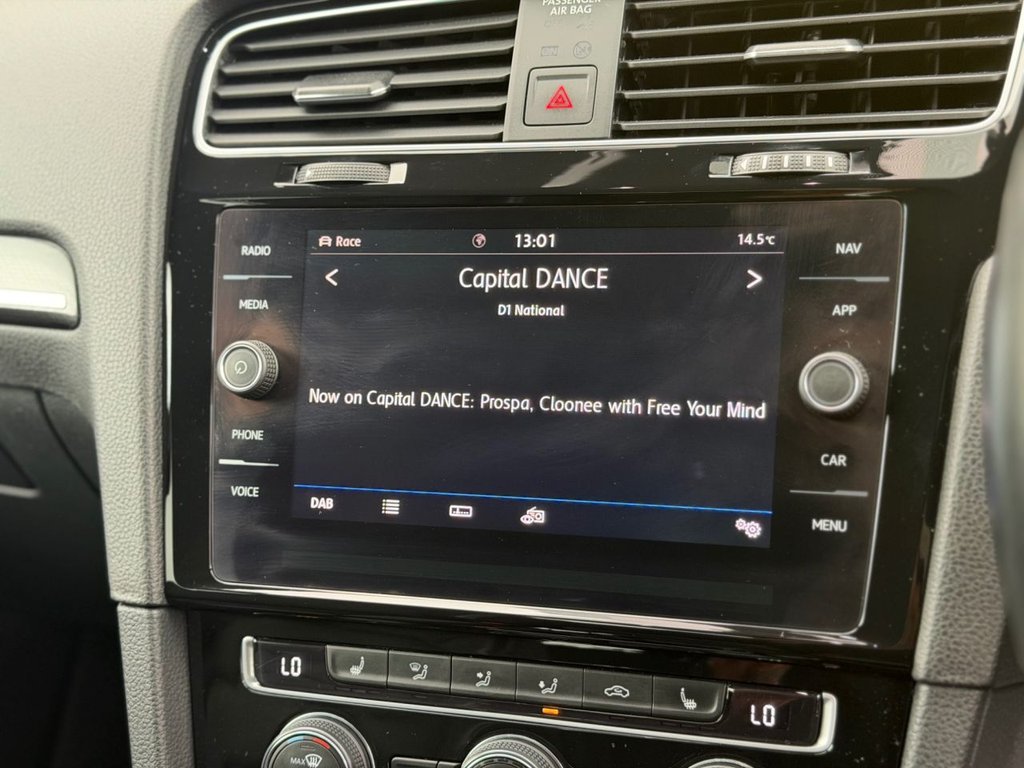 PASSENGER
AIR BAG
RADIO
MEDIA
PHONE
VOICE
Race 13:01 14.5°C
< Capital DANCE >
D1 National
Now on Capital DANCE: Prospa, Cloonee with Free Your Mind
DAB
NAV
APP
CAR
MENU
LO
LO
MAX